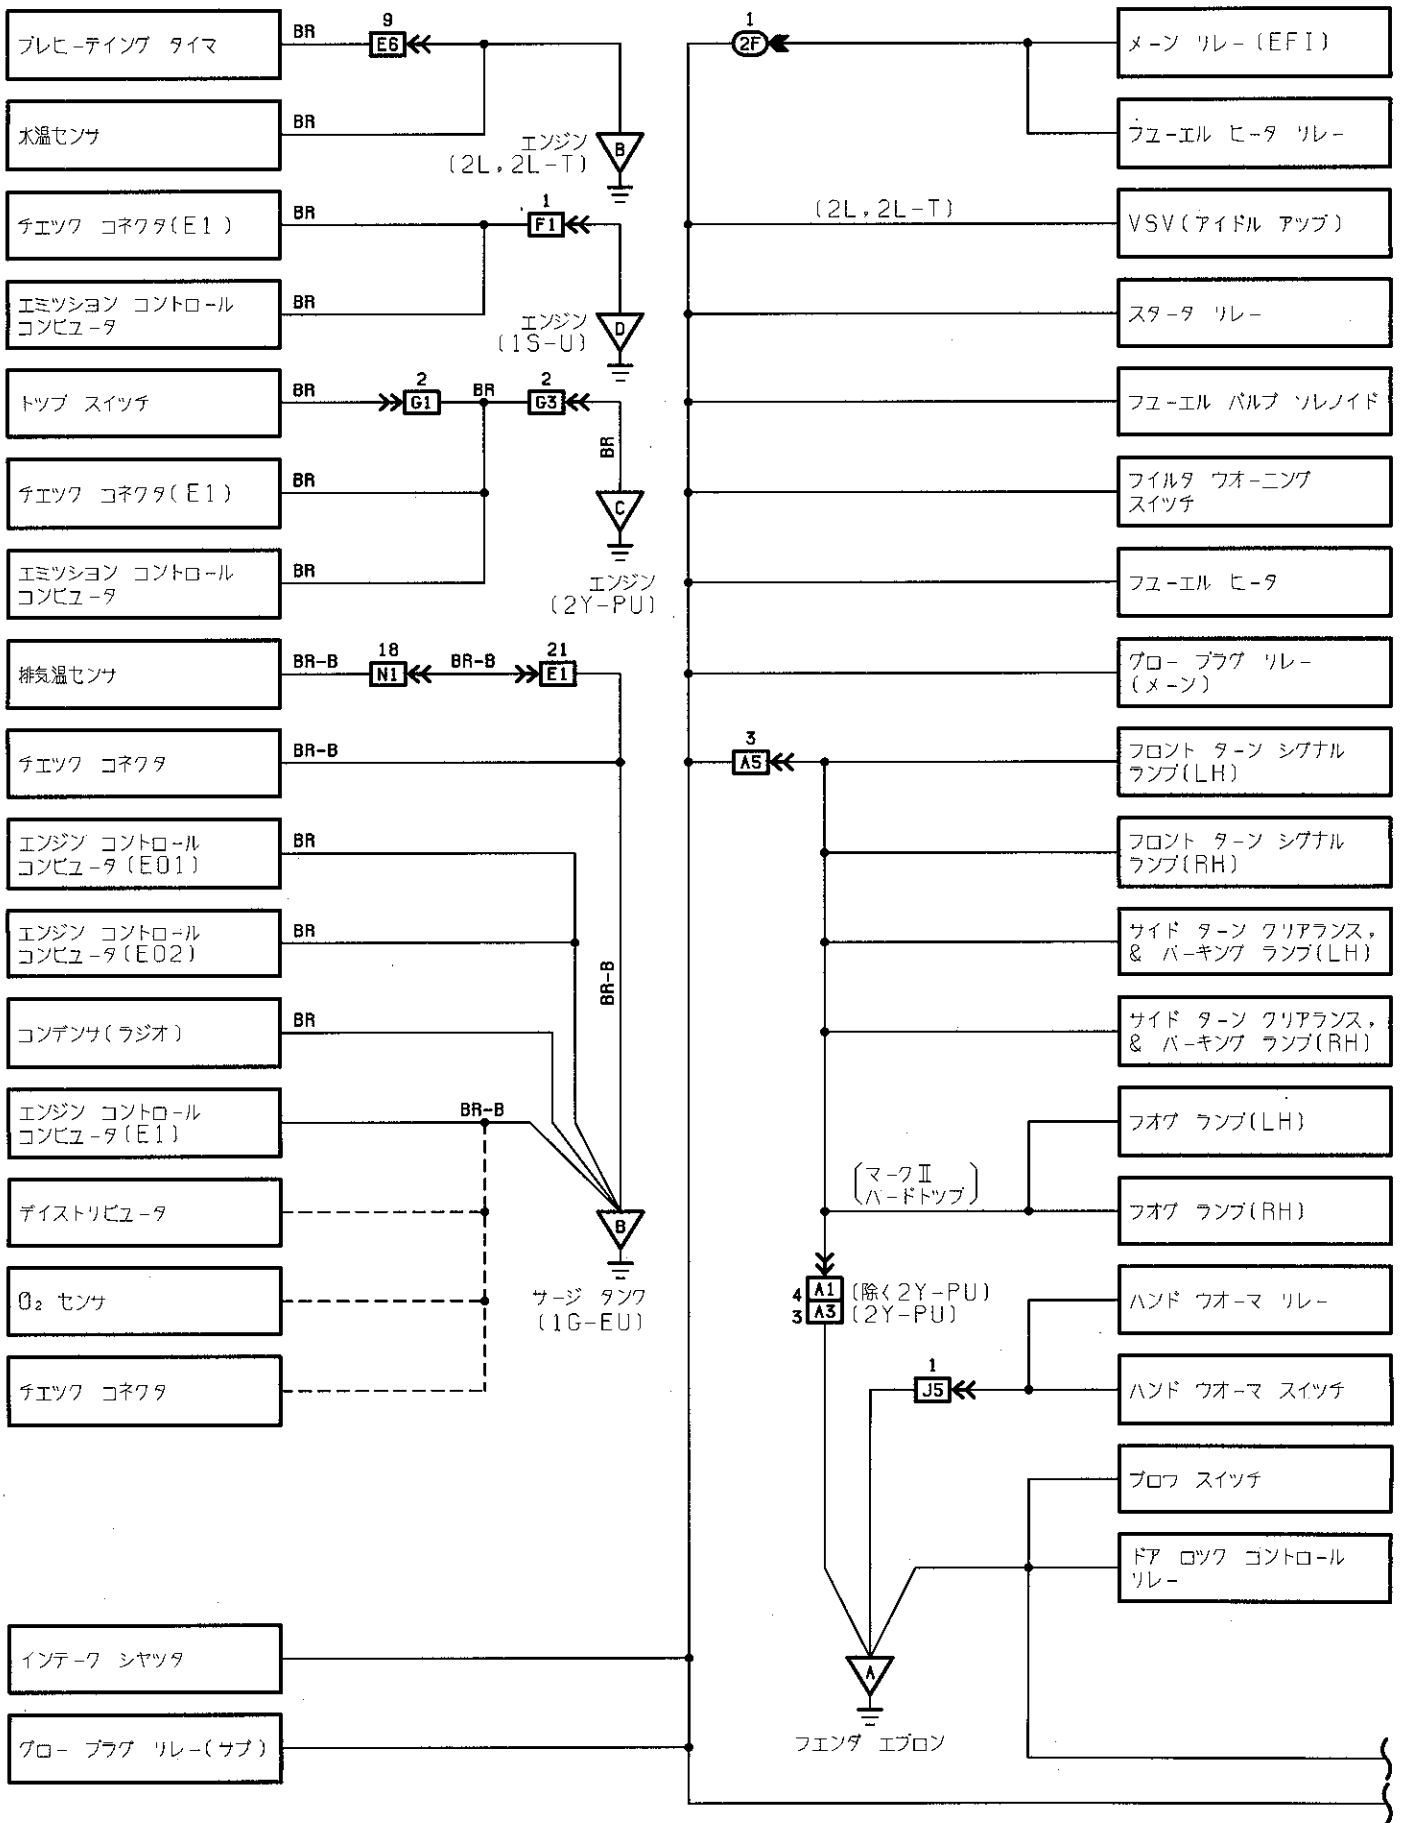 プレヒーテイング タイマ
BR
9
E6
水温センサ
BR
エンジン
(2L, 2L-T)
B
チエツク コネクタ(E1)
BR
1
F1
エミツシヨン コントロール
コンピユータ
BR
エンジン
(1S-U)
D
トツプ スイツチ
BR
2
G1
BR
2
G3
BR
チエツク コネクタ(E1)
BR
C
エミツシヨン コントロール
コンピユータ
BR
エンジン
(2Y-PU)
排気温センサ
BR-B
18
N1
BR-B
21
E1
チエツク コネクタ
BR-B
エンジン コントロール
コンピユータ(E01)
BR
エンジン コントロール
コンピユータ(E02)
BR
BR-B
コンデンサ(ラジオ)
BR
エンジン コントロール
コンピユータ(E1)
BR-B
デイストリビユータ
B
O₂ センサ
サージ タンク
(1G-EU)
チエツク コネクタ
インテーク シヤツタ
グロー プラグ リレー(サブ)
1
2F
メーン リレー(EFI)
フユーエル ヒータ リレー
(2L, 2L-T)
VSV(アイドル アツプ)
スタータ リレー
フユーエル バルブ ソレノイド
フイルタ ウオーニング
スイツチ
フユーエル ヒータ
グロー プラグ リレー
(メーン)
3
A5
フロント ターン シグナル
ランプ(LH)
フロント ターン シグナル
ランプ(RH)
サイド ターン クリアランス,
& パーキング ランプ(LH)
サイド ターン クリアランス,
& パーキング ランプ(RH)
フオグ ランプ(LH)
(マークⅡ
ハードトツプ)
フオグ ランプ(RH)
4 A1 (除く2Y-PU)
3 A3 (2Y-PU)
ハンド ウオーマ リレー
1
J5
ハンド ウオーマ スイツチ
ブロワ スイツチ
ドア ロツク コントロール
リレー
A
フエンダ エプロン